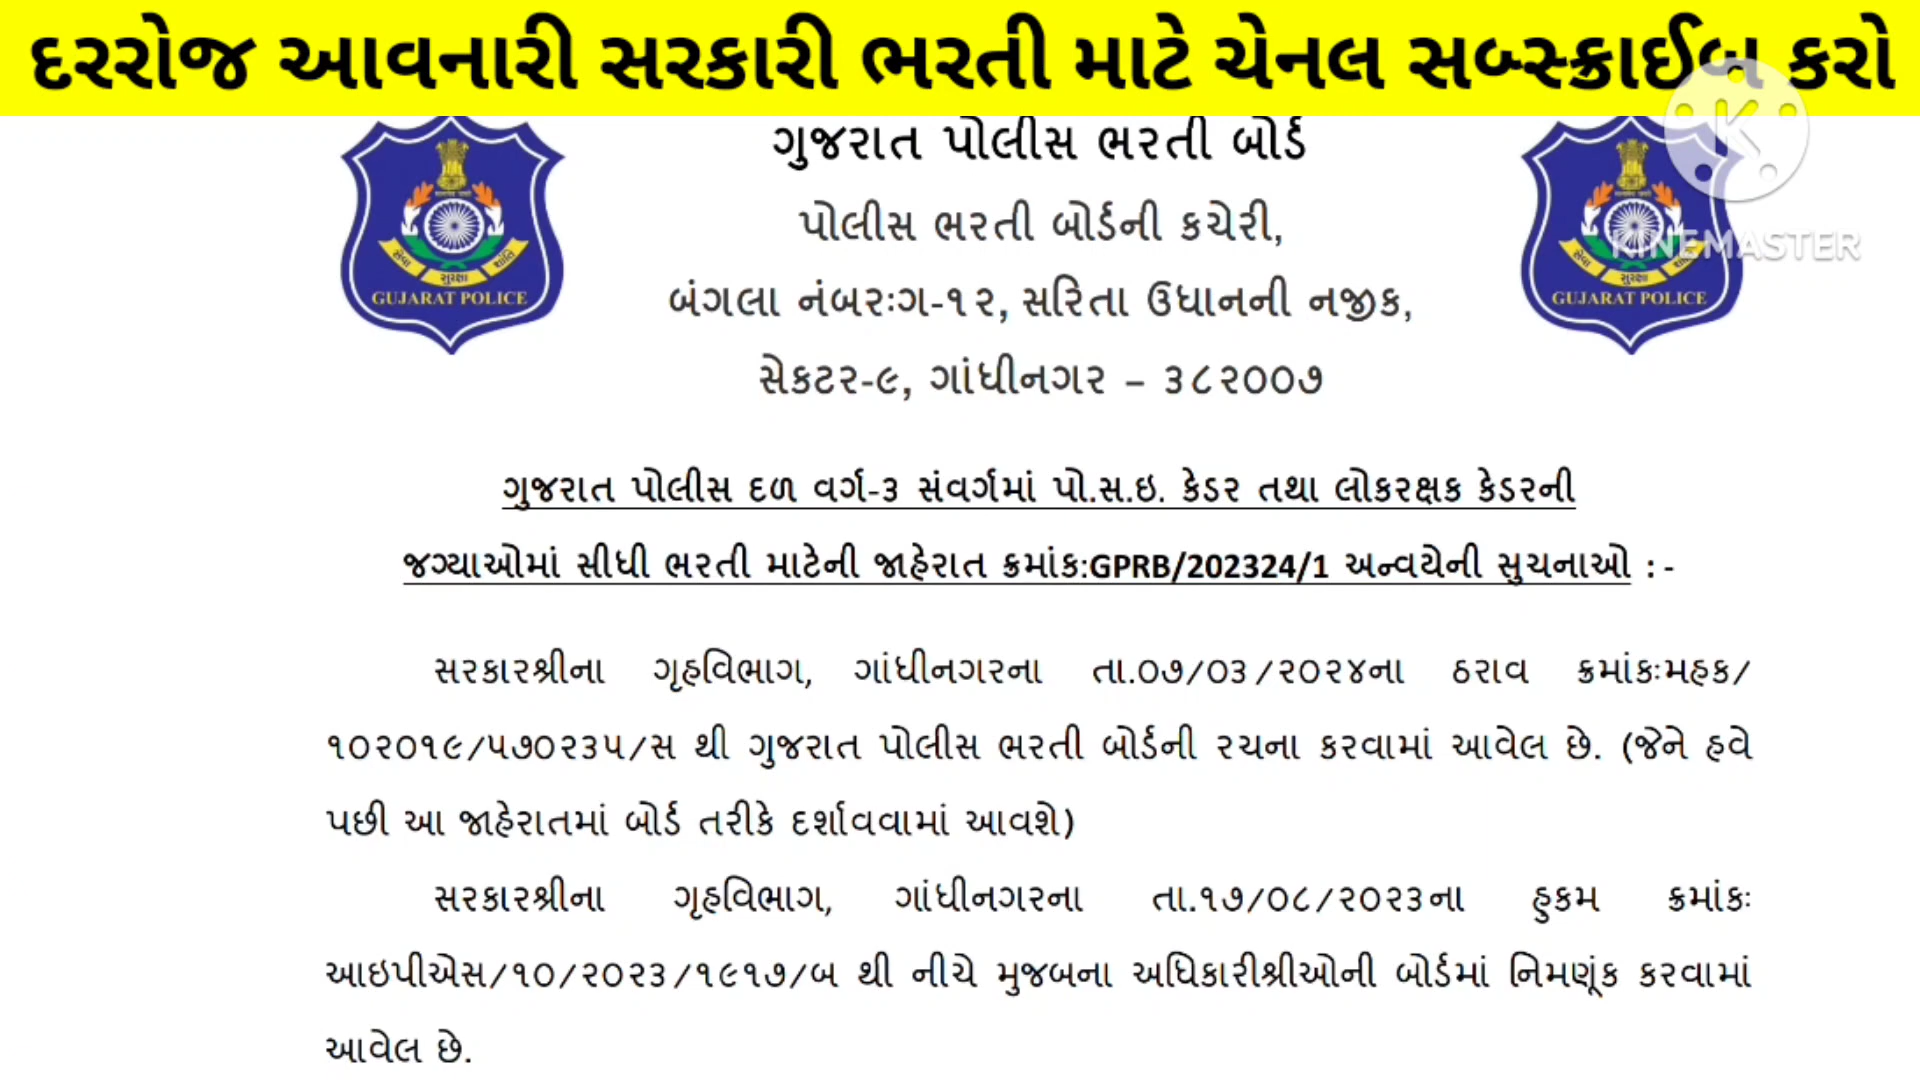 દરરોજ આવનારી સરકારી ભરતી માટે ચેનલ સબ્સ્ક્રાઈબ કરો
ગુજરાત પોલીસ ભરતી બોર્ડ
પોલીસ ભરતી બોર્ડની કચેરી,
બંગલા નંબરઃગ-૧૨, સરિતા ઉધાનની નજીક,
સેકટર-૯, ગાંધીનગર – ૩૮૨૦૦૭
સેવા સુરક્ષા શાંતિ
GUJARAT POLICE
સેવા સુરક્ષા
GUJARAT POLICE
K
KINEMASTER
ગુજરાત પોલીસ દળ વર્ગ-૩ સંવર્ગમાં પો.સ.ઇ. કેડર તથા લોકરક્ષક કેડરની
જગ્યાઓમાં સીધી ભરતી માટેની જાહેરાત ક્રમાંક:GPRB/202324/1 અન્વયેની સુચનાઓ : -
સરકારશ્રીના ગૃહવિભાગ, ગાંધીનગરના તા.૦૭/૦૩/૨૦૨૪ના ઠરાવ ક્રમાંકઃમહક/
૧૦૨૦૧૯/૫૭૦૨૩૫/સ થી ગુજરાત પોલીસ ભરતી બોર્ડની રચના કરવામાં આવેલ છે. (જેને હવે
પછી આ જાહેરાતમાં બોર્ડ તરીકે દર્શાવવામાં આવશે)
સરકારશ્રીના ગૃહવિભાગ, ગાંધીનગરના તા.૧૭/૦૮/૨૦૨૩ના હુકમ ક્રમાંકઃ
આઇપીએસ/૧૦/૨૦૨૩/૧૯૧૭/બ થી નીચે મુજબના અધિકારીશ્રીઓની બોર્ડમાં નિમણૂંક કરવામાં
આવેલ છે.